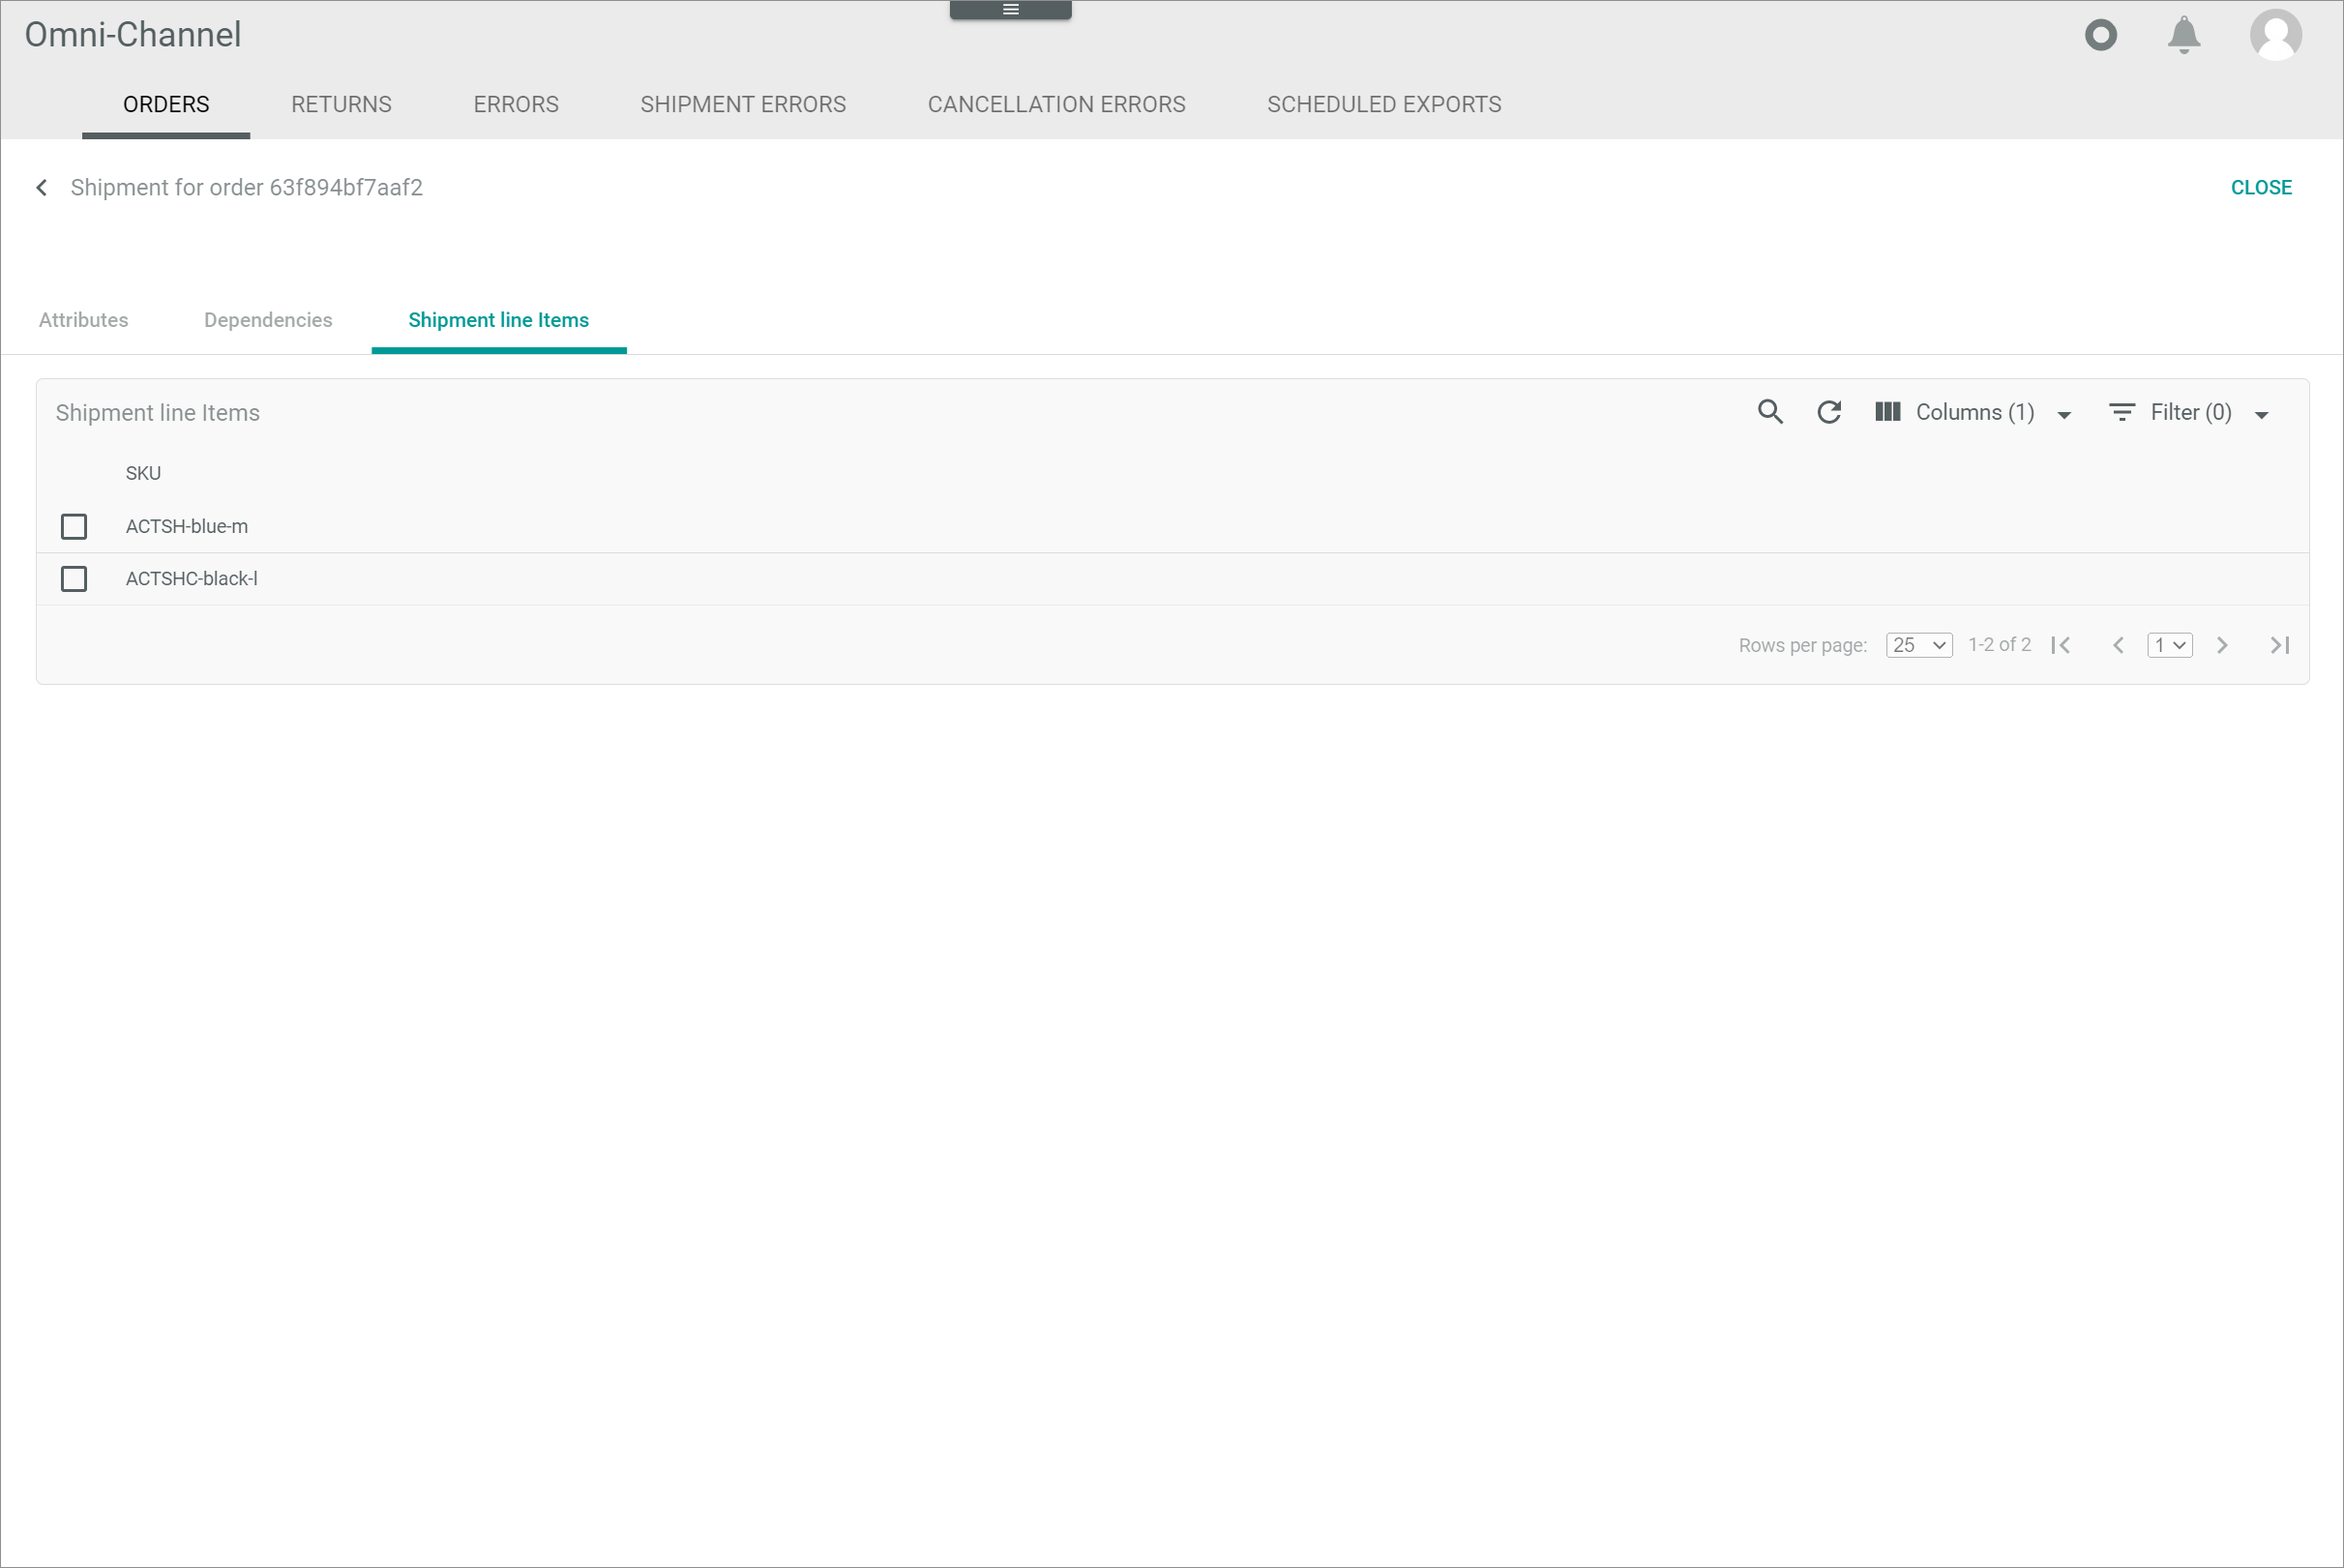 Omni-Channel
ORDERS RETURNS ERRORS SHIPMENT ERRORS CANCELLATION ERRORS SCHEDULED EXPORTS
Shipment for order 63f894bf7aaf2 CLOSE
Attributes Dependencies Shipment line Items
Shipment line Items Columns (1) Filter (0)
SKU
ACTSH-blue-m
ACTSHC-black-l
Rows per page: 25 1-2 of 2 1